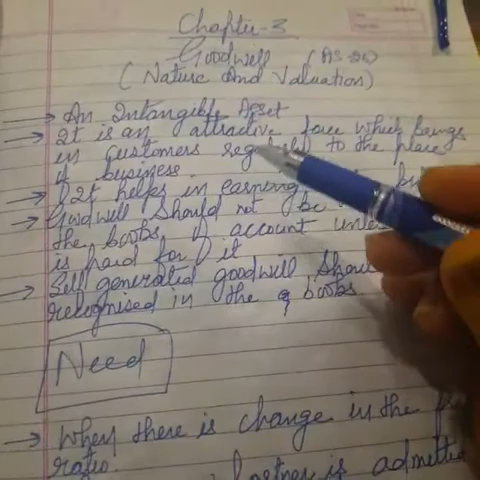 Chapter-3
Goodwill (AS-26)
(Nature And Valuation)
→ An Intangible Asset
→ It is an attractive force which brings
in customers regular to the place
of business
→ It helps in earning
→ Goodwill should not be
the books of account unless
is paid for it
→ Self generated goodwill Shou
recognised in the books
Need
→ When there is change in the
ratio.
Partner is admitted